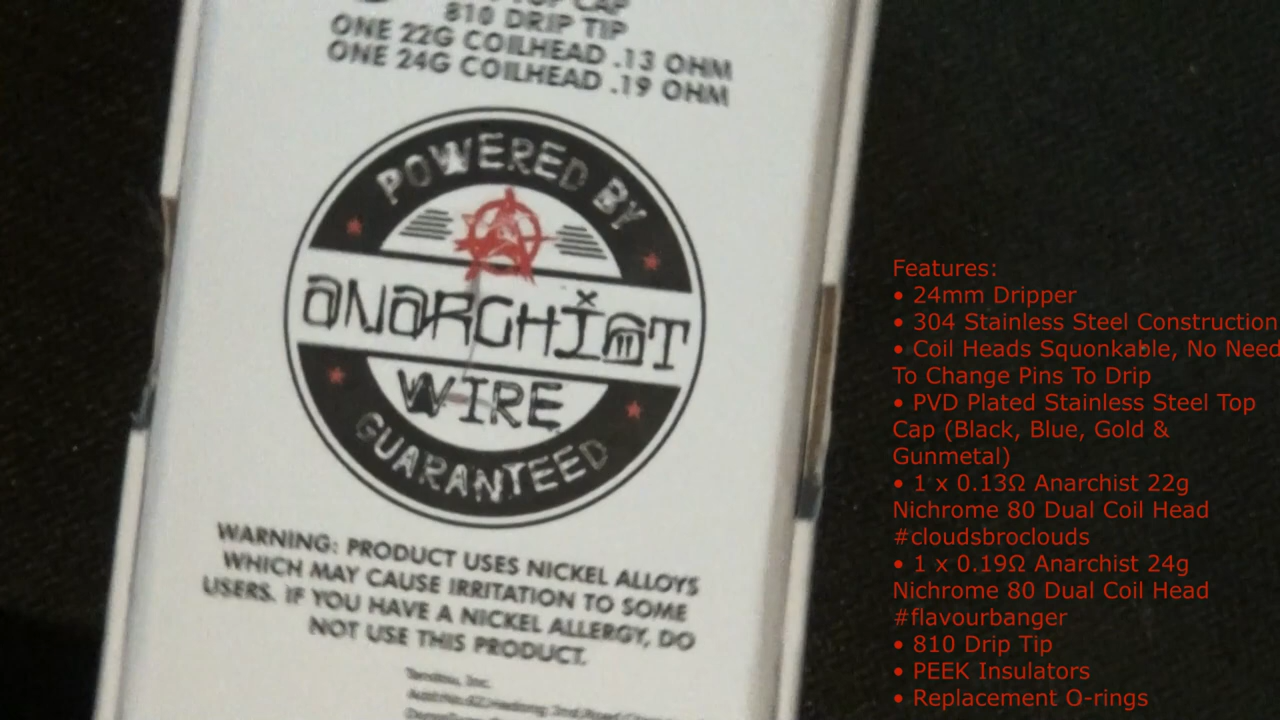 TOP CAP
810 DRIP TIP
ONE 22G COILHEAD .13 OHM
ONE 24G COILHEAD .19 OHM
POWERED BY
ANARCHIST
WIRE
GUARANTEED
WARNING: PRODUCT USES NICKEL ALLOYS
WHICH MAY CAUSE IRRITATION TO SOME
USERS. IF YOU HAVE A NICKEL ALLERGY, DO
NOT USE THIS PRODUCT.
Inc.
Features:
• 24mm Dripper
• 304 Stainless Steel Construction
• Coil Heads Squonkable, No Need
To Change Pins To Drip
• PVD Plated Stainless Steel Top
Cap (Black, Blue, Gold &
Gunmetal)
• 1 x 0.13Ω Anarchist 22g
Nichrome 80 Dual Coil Head
#cloudsbroclouds
• 1 x 0.19Ω Anarchist 24g
Nichrome 80 Dual Coil Head
#flavourbanger
• 810 Drip Tip
• PEEK Insulators
• Replacement O-rings